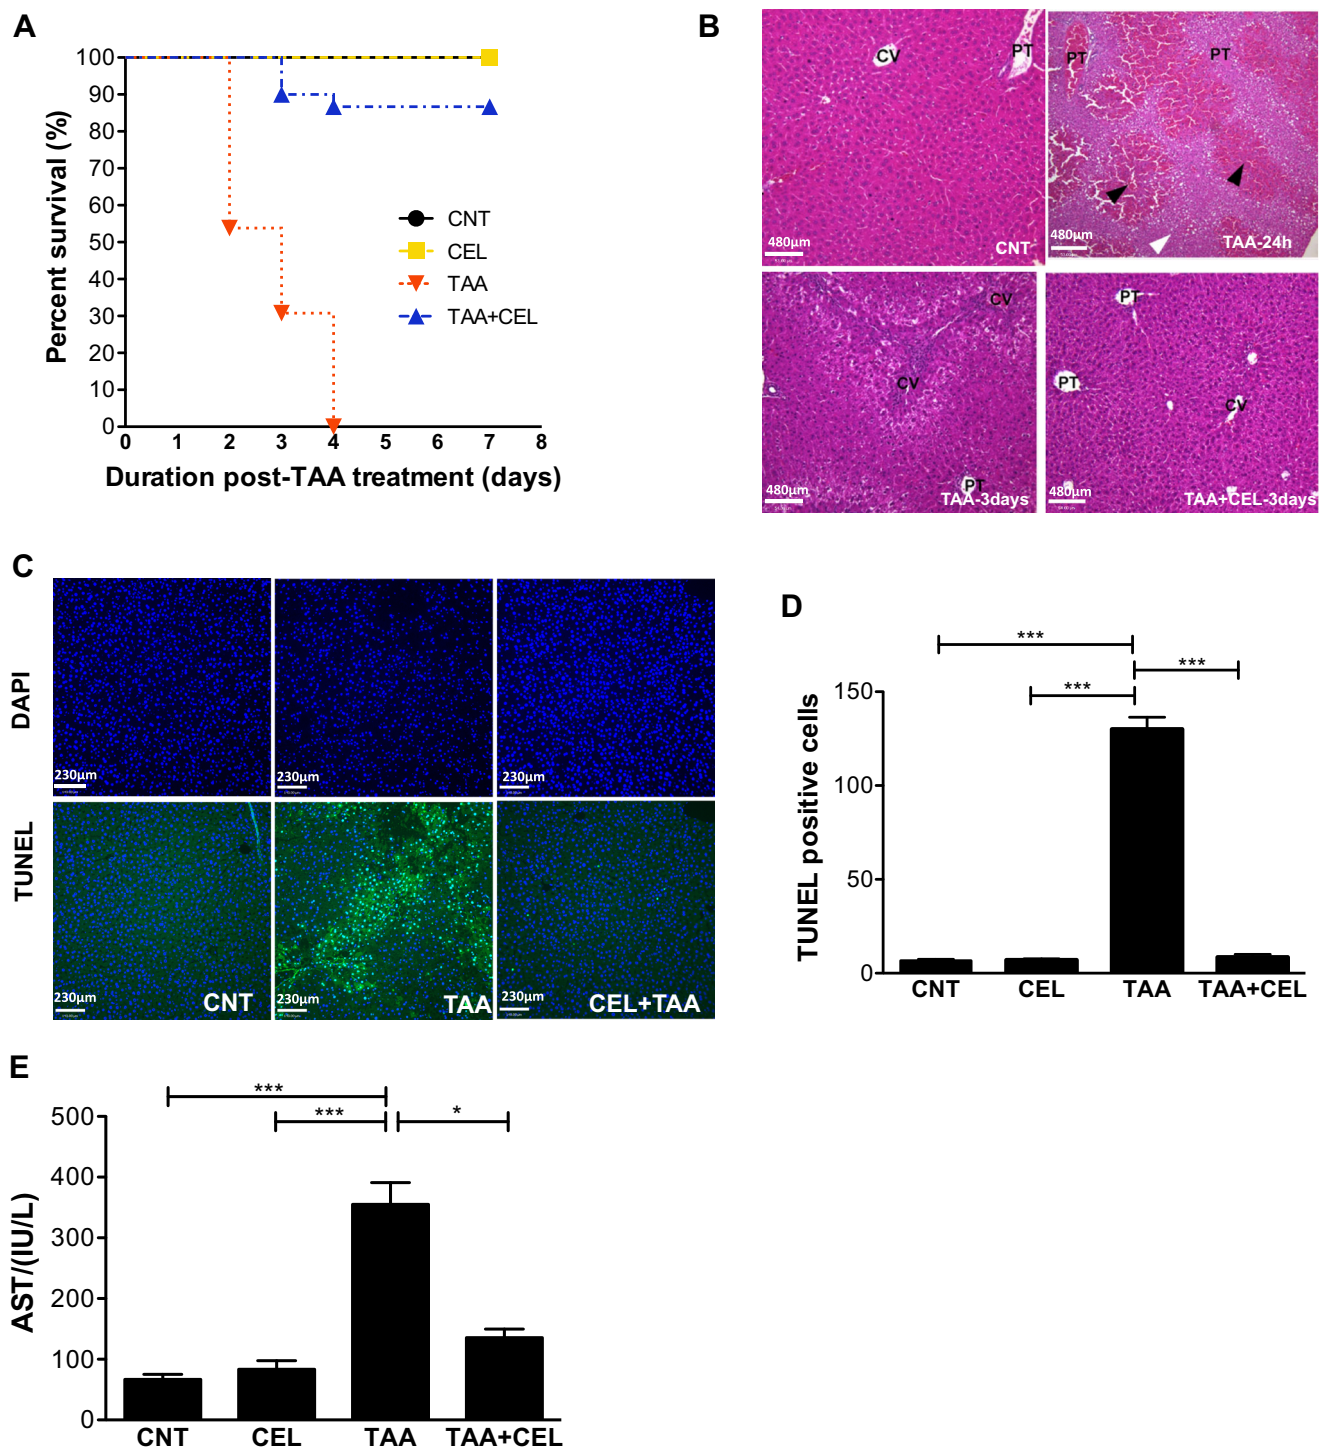 A
100
90
80
70
60
50
40
30
20
10
0
Percent survival (%)
0 1 2 3 4 5 6 7 8
Duration post-TAA treatment (days)
CNT
CEL
TAA
TAA+CEL
B
CV
PT
480µm
CNT
PT
PT
480µm
TAA-24h
CV
CV
PT
480µm
TAA-3days
PT
PT
CV
480µm
TAA+CEL-3days
C
DAPI
230µm
230µm
230µm
TUNEL
230µm
CNT
230µm
TAA
230µm
CEL+TAA
D
***
***
***
150
100
50
0
TUNEL positive cells
CNT CEL TAA TAA+CEL
E
***
***
*
500
400
300
200
100
0
AST/(IU/L)
CNT CEL TAA TAA+CEL